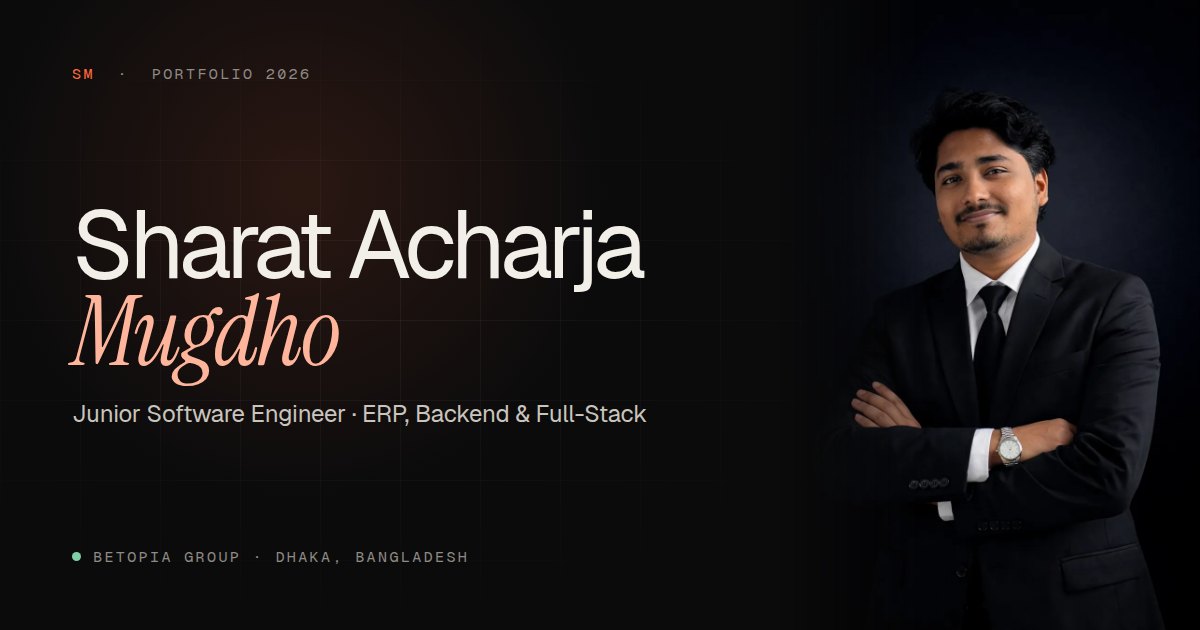 SM · PORTFOLIO 2026
Sharat Acharja
Mugdho
Junior Software Engineer · ERP, Backend & Full-Stack
BETOPIA GROUP · DHAKA, BANGLADESH